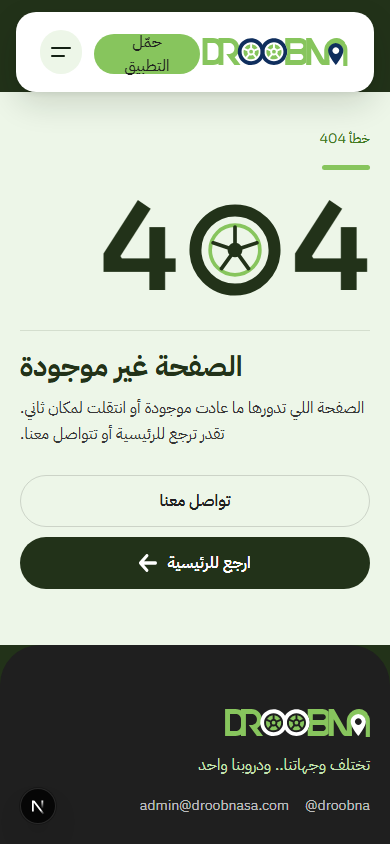 DROOBNA
حمّل
التطبيق
خطأ 404
404
الصفحة غير موجودة
الصفحة اللي تدورها ما عادت موجودة أو انتقلت لمكان ثاني.
تقدر ترجع للرئيسية أو تتواصل معنا.
تواصل معنا
ارجع للرئيسية
DROOBNA
تختلف وجهاتنا.. ودروبنا واحد
@droobna admin@droobnasa.com
N